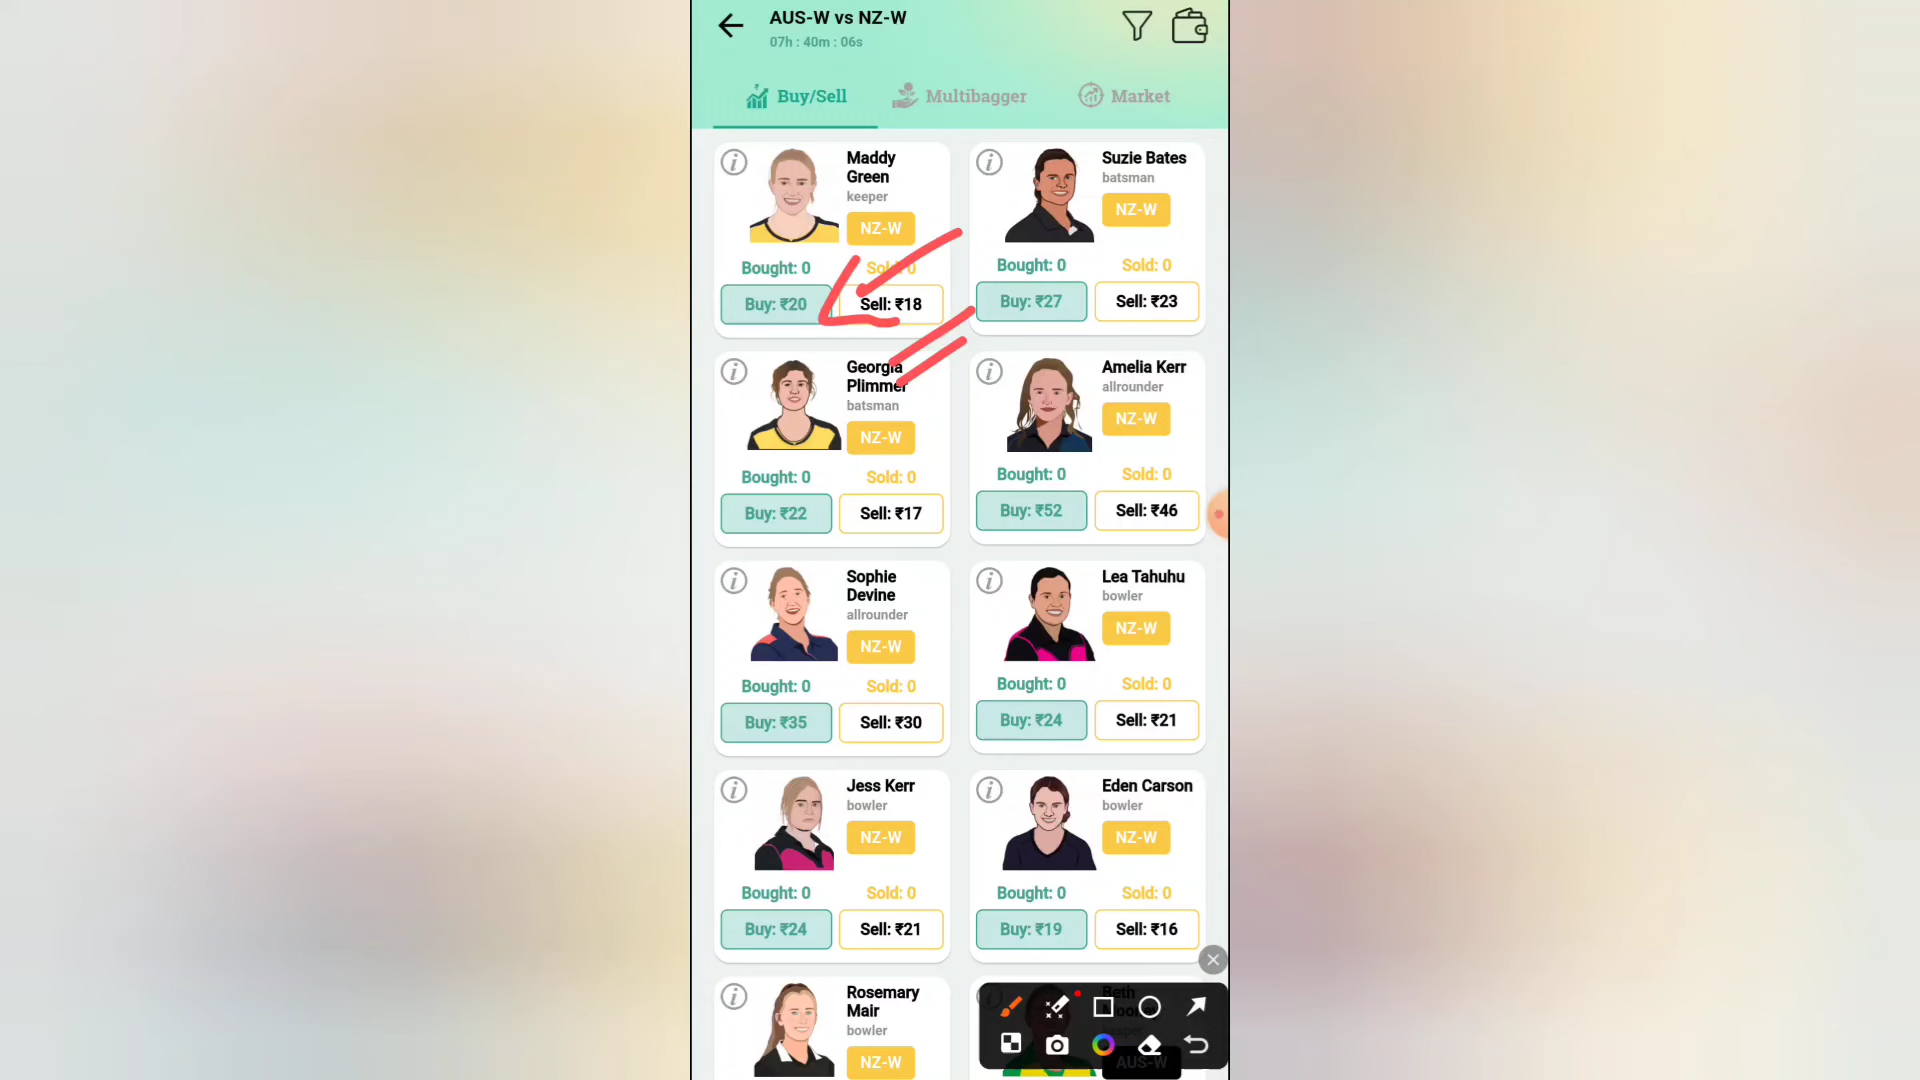 AUS-W vs NZ-W
07h : 40m : 06s
Buy/Sell
Multibagger
Market
Maddy
Green
keeper
NZ-W
Bought: 0
Sold: 0
Buy: ₹20
Sell: ₹18
Suzie Bates
batsman
NZ-W
Bought: 0
Sold: 0
Buy: ₹27
Sell: ₹23
Georgia
Plimmer
batsman
NZ-W
Bought: 0
Sold: 0
Buy: ₹22
Sell: ₹17
Amelia Kerr
allrounder
NZ-W
Bought: 0
Sold: 0
Buy: ₹52
Sell: ₹46
Sophie
Devine
allrounder
NZ-W
Bought: 0
Sold: 0
Buy: ₹35
Sell: ₹30
Lea Tahuhu
bowler
NZ-W
Bought: 0
Sold: 0
Buy: ₹24
Sell: ₹21
Jess Kerr
bowler
NZ-W
Bought: 0
Sold: 0
Buy: ₹24
Sell: ₹21
Eden Carson
bowler
NZ-W
Bought: 0
Sold: 0
Buy: ₹19
Sell: ₹16
Rosemary
Mair
bowler
NZ-W
Beth
AUS-W